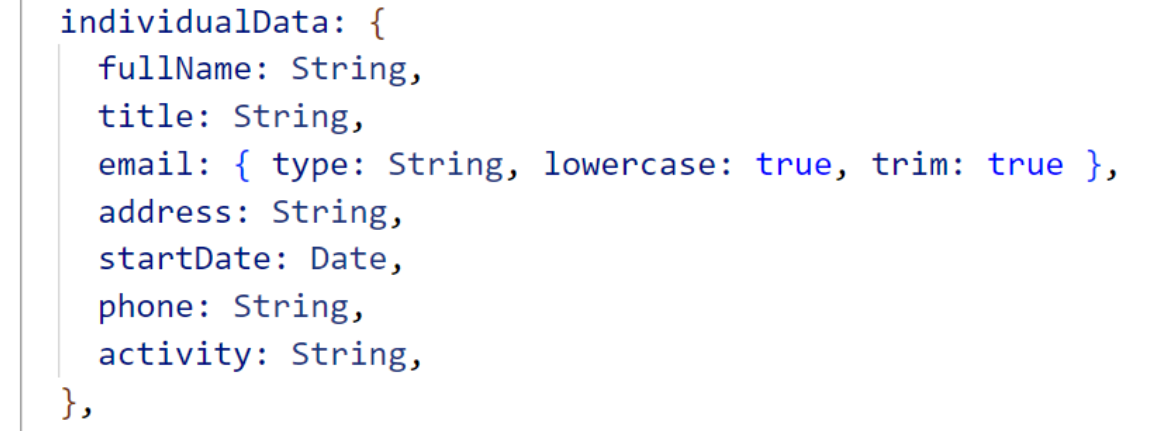 individualData: {
fullName: String,
title: String,
email: { type: String, lowercase: true, trim: true },
address: String,
startDate: Date,
phone: String,
activity: String,
},